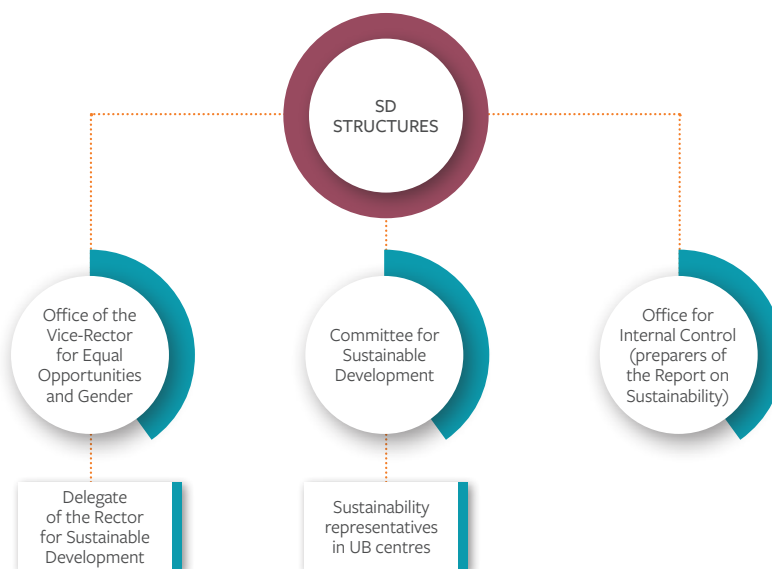 SD
STRUCTURES
Office of the
Vice-Rector
for Equal
Opportunities
and Gender
Committee for
Sustainable
Development
Office for
Internal Control
(preparers of
the Report on
Sustainability)
Delegate
of the Rector
for Sustainable
Development
Sustainability
representatives
in UB centres